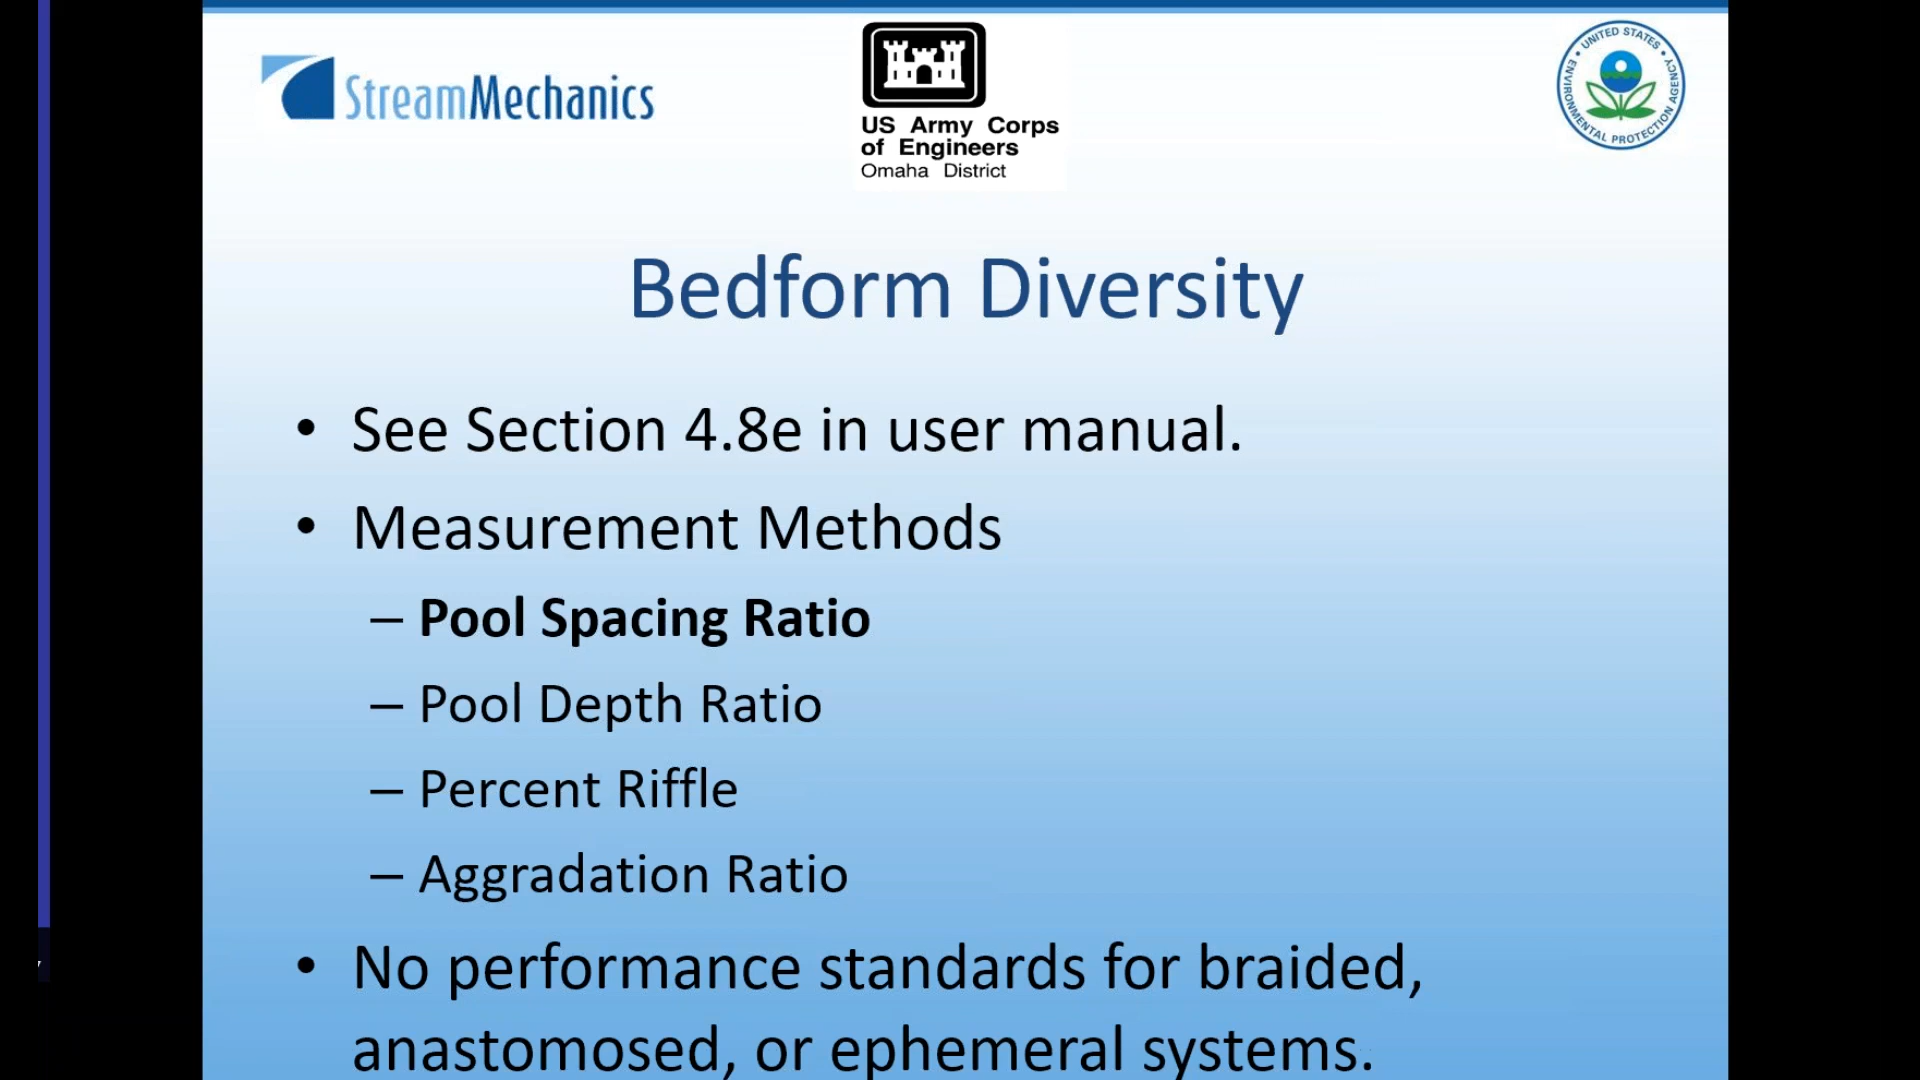 StreamMechanics
US Army Corps
of Engineers
Omaha District
UNITED STATES
ENVIRONMENTAL PROTECTION AGENCY
Bedform Diversity
• See Section 4.8e in user manual.
• Measurement Methods
– Pool Spacing Ratio
– Pool Depth Ratio
– Percent Riffle
– Aggradation Ratio
• No performance standards for braided,
anastomosed, or ephemeral systems.